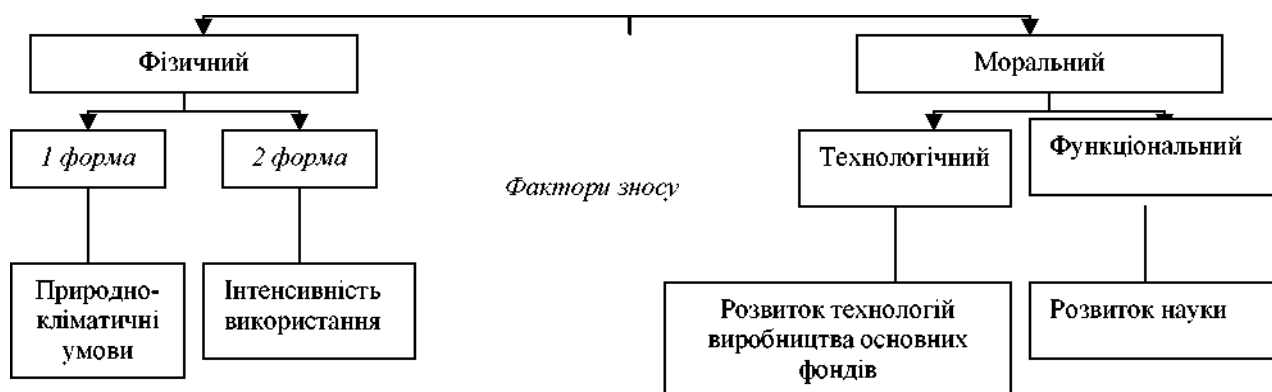 Фізичний
Моральний
1 форма
2 форма
Технологічний
Функціональний
Фактори зносу
Природно-
кліматичні
умови
Інтенсивність
використання
Розвиток технологій
виробництва основних
фондів
Розвиток науки